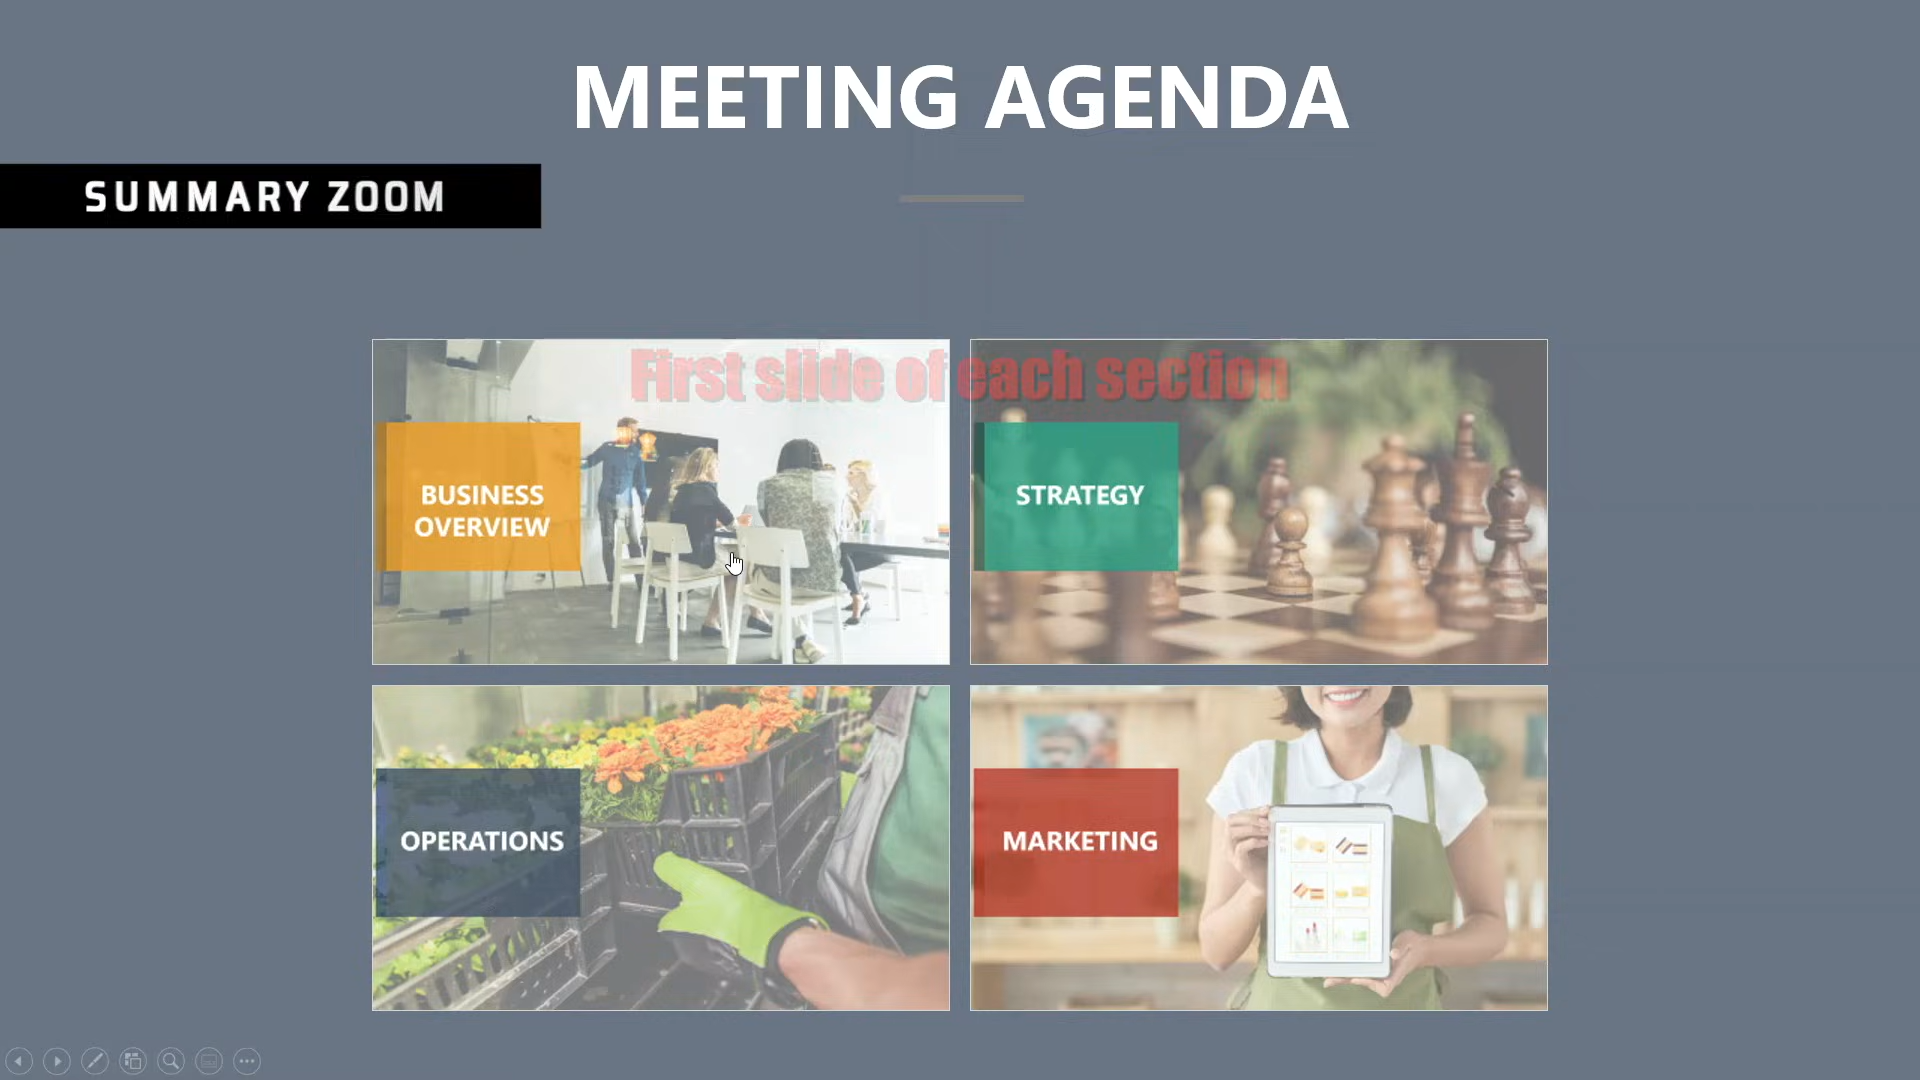 MEETING AGENDA
SUMMARY ZOOM
First slide of each section
BUSINESS
OVERVIEW
STRATEGY
OPERATIONS
MARKETING